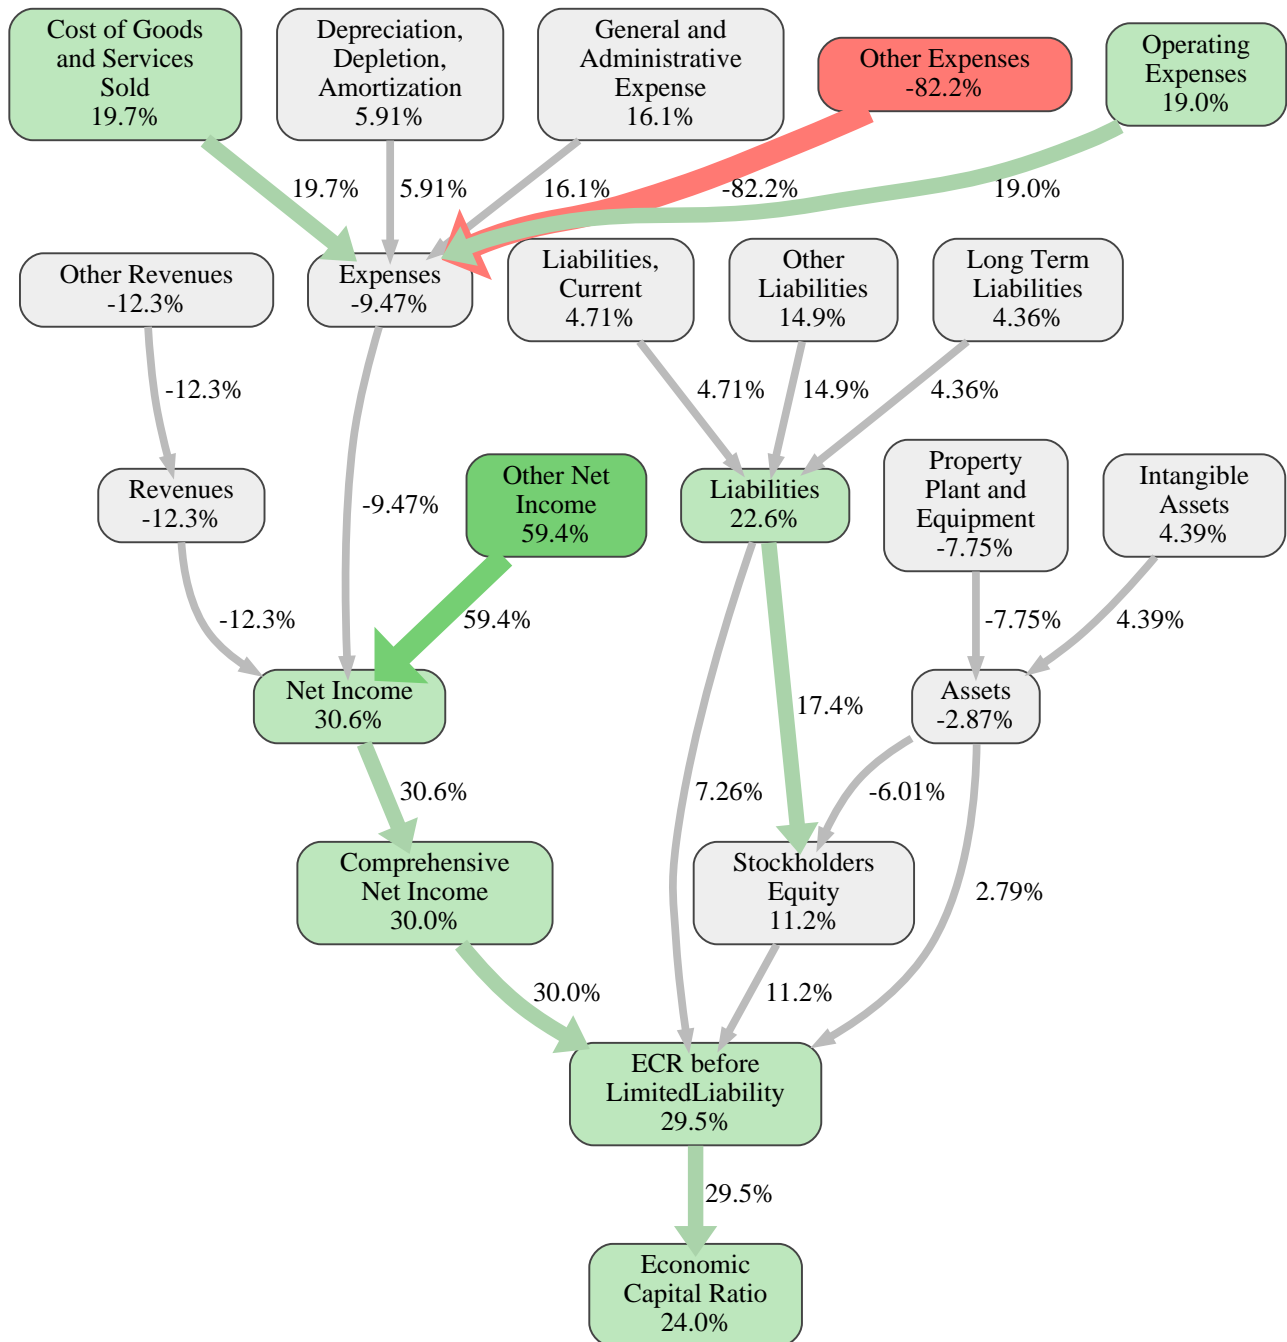 Cost of Goods
and Services
Sold
19.7%
Depreciation,
Depletion,
Amortization
5.91%
General and
Administrative
Expense
16.1%
Other Expenses
-82.2%
Operating
Expenses
19.0%
19.7%
5.91%
16.1%
-82.2%
19.0%
Other Revenues
-12.3%
Expenses
-9.47%
Liabilities,
Current
4.71%
Other
Liabilities
14.9%
Long Term
Liabilities
4.36%
-12.3%
4.71%
14.9%
4.36%
Revenues
-12.3%
-9.47%
Other Net
Income
59.4%
Liabilities
22.6%
Property
Plant and
Equipment
-7.75%
Intangible
Assets
4.39%
-12.3%
59.4%
-7.75%
4.39%
Net Income
30.6%
17.4%
Assets
-2.87%
30.6%
7.26%
-6.01%
Comprehensive
Net Income
30.0%
Stockholders
Equity
11.2%
2.79%
30.0%
11.2%
ECR before
LimitedLiability
29.5%
29.5%
Economic
Capital Ratio
24.0%